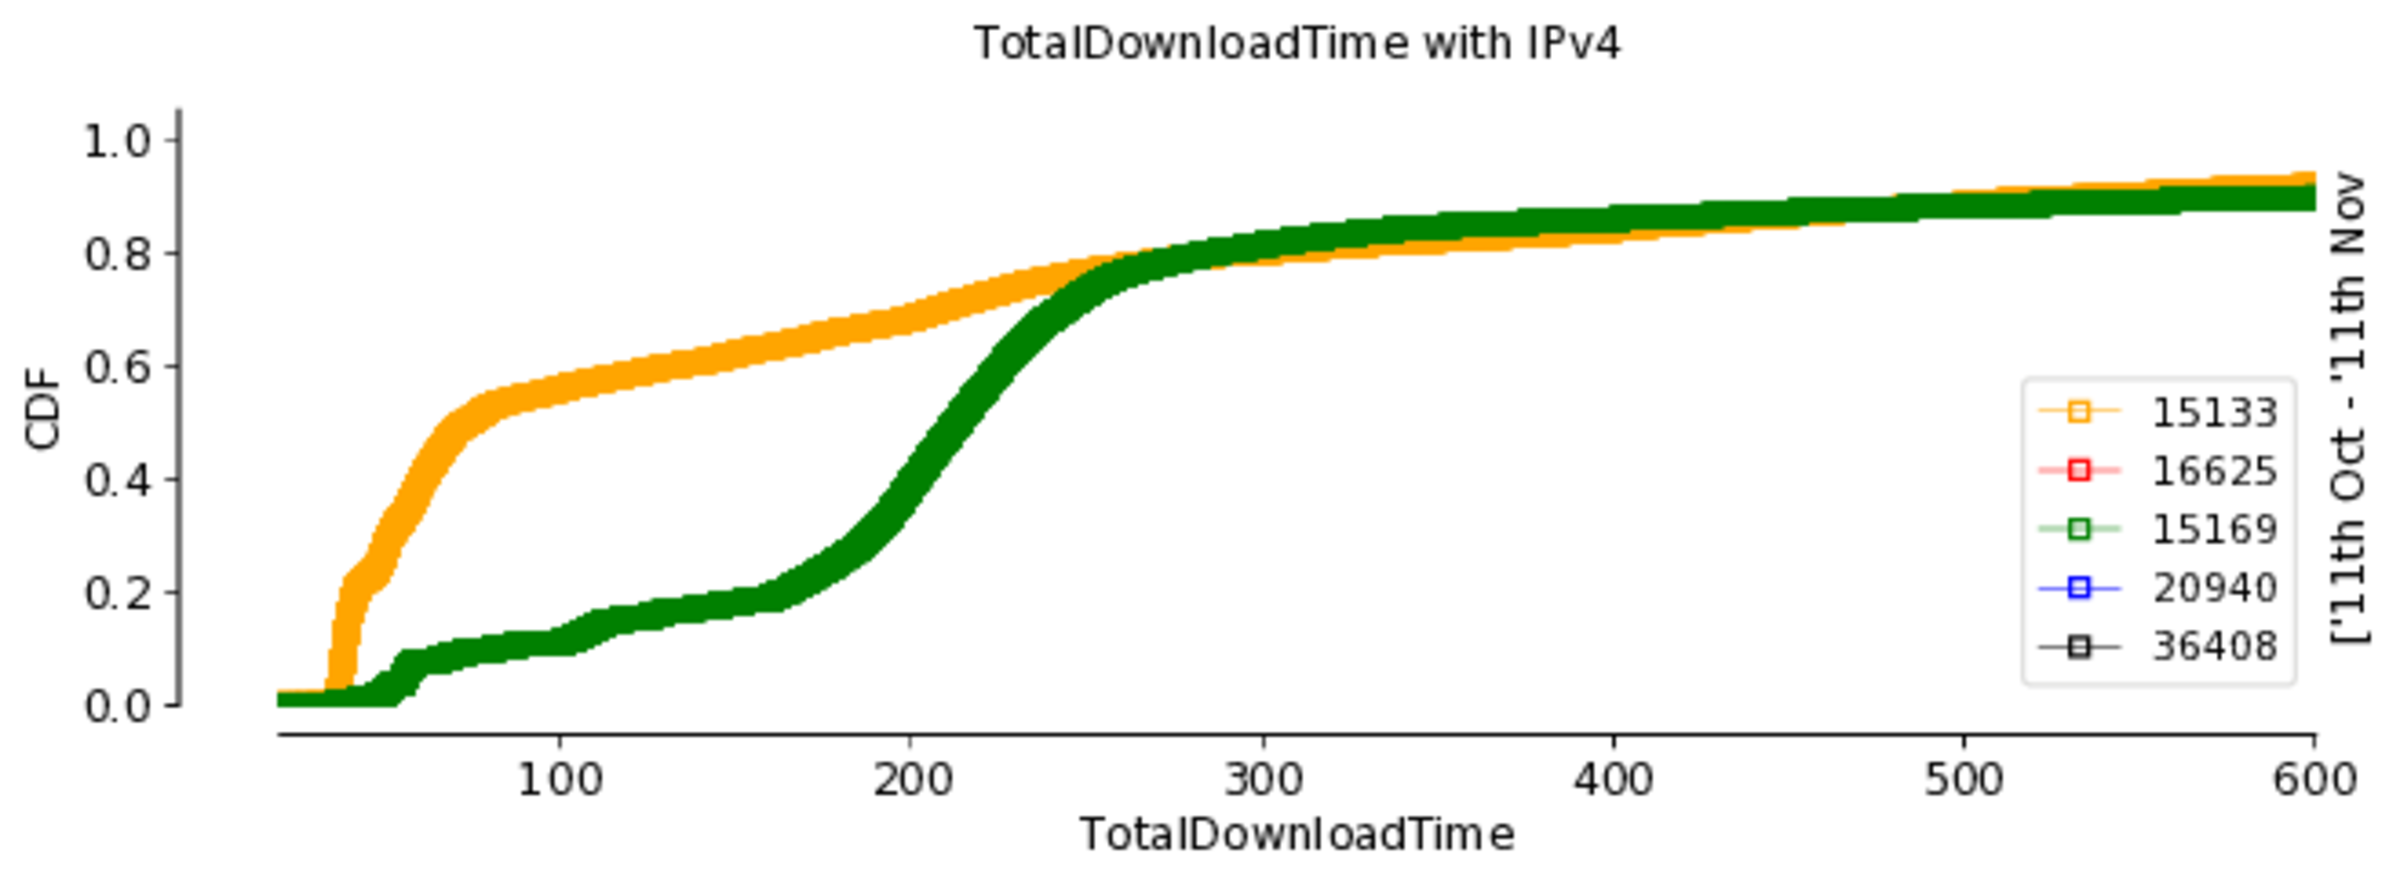 TotalDownloadTime with IPv4
1.0
0.8
0.6
0.4
0.2
0.0
CDF
100 200 300 400 500 600
TotalDownloadTime
15133
16625
15169
20940
36408
['11th Oct - '11th Nov